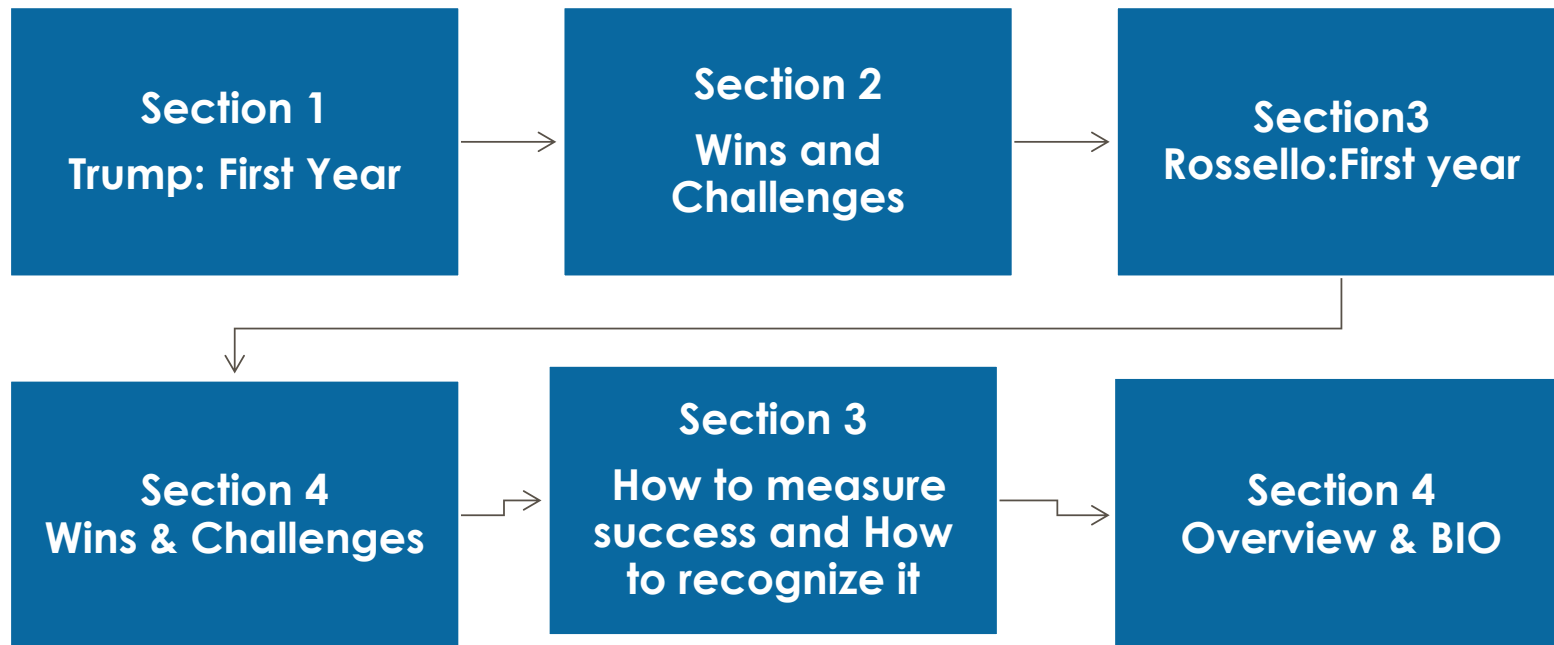 Section 1
Trump: First Year
Section 2
Wins and
Challenges
Section3
Rossello:First year
Section 4
Wins & Challenges
Section 3
How to measure
success and How
to recognize it
Section 4
Overview & BIO